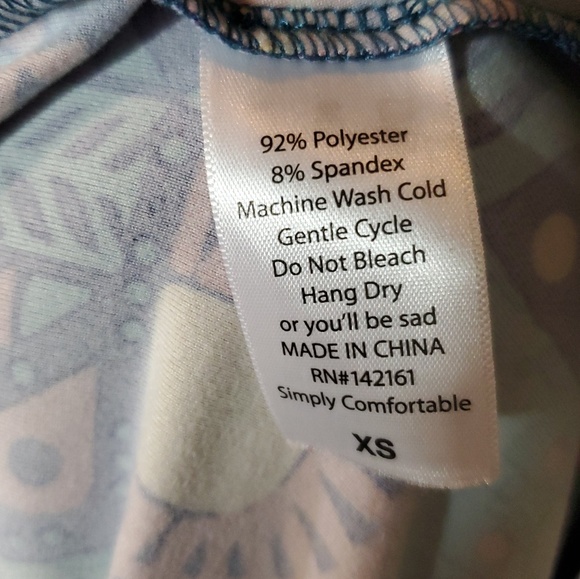 92% Polyester
8% Spandex
Machine Wash Cold
Gentle Cycle
Do Not Bleach
Hang Dry
or you'll be sad
MADE IN CHINA
RN#142161
Simply Comfortable
XS